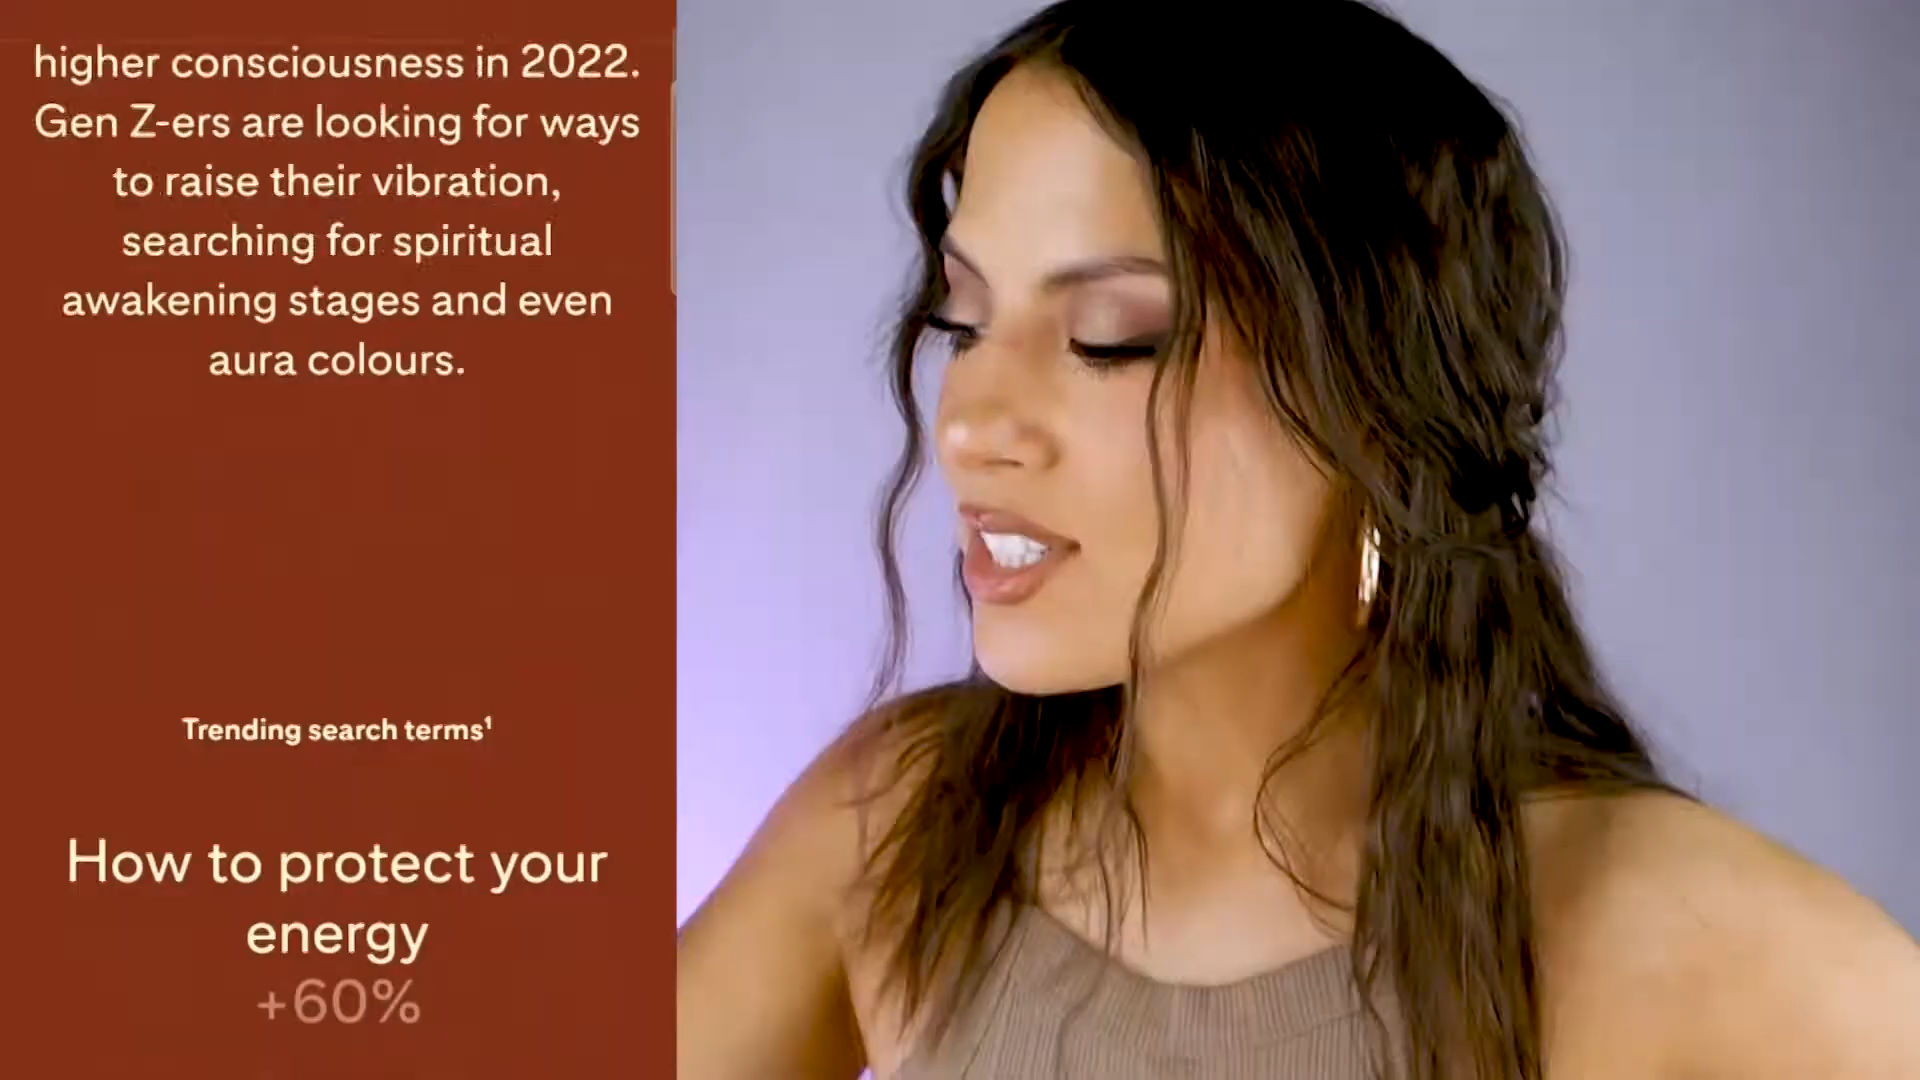 higher consciousness in 2022.
Gen Z-ers are looking for ways
to raise their vibration,
searching for spiritual
awakening stages and even
aura colours.
Trending search terms¹
How to protect your
energy
+60%